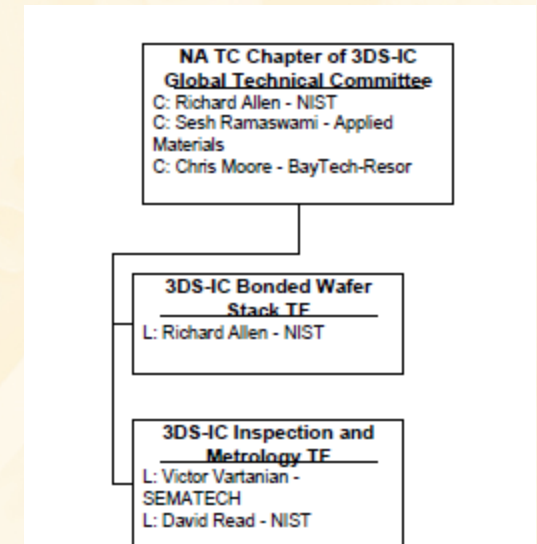 NA TC Chapter of 3DS-IC
Global Technical Committee
C: Richard Allen - NIST
C: Sesh Ramaswami - Applied
Materials
C: Chris Moore - BayTech-Resor
3DS-IC Bonded Wafer
Stack TF
L: Richard Allen - NIST
3DS-IC Inspection and
Metrology TF
L: Victor Vartanian -
SEMATECH
L: David Read - NIST